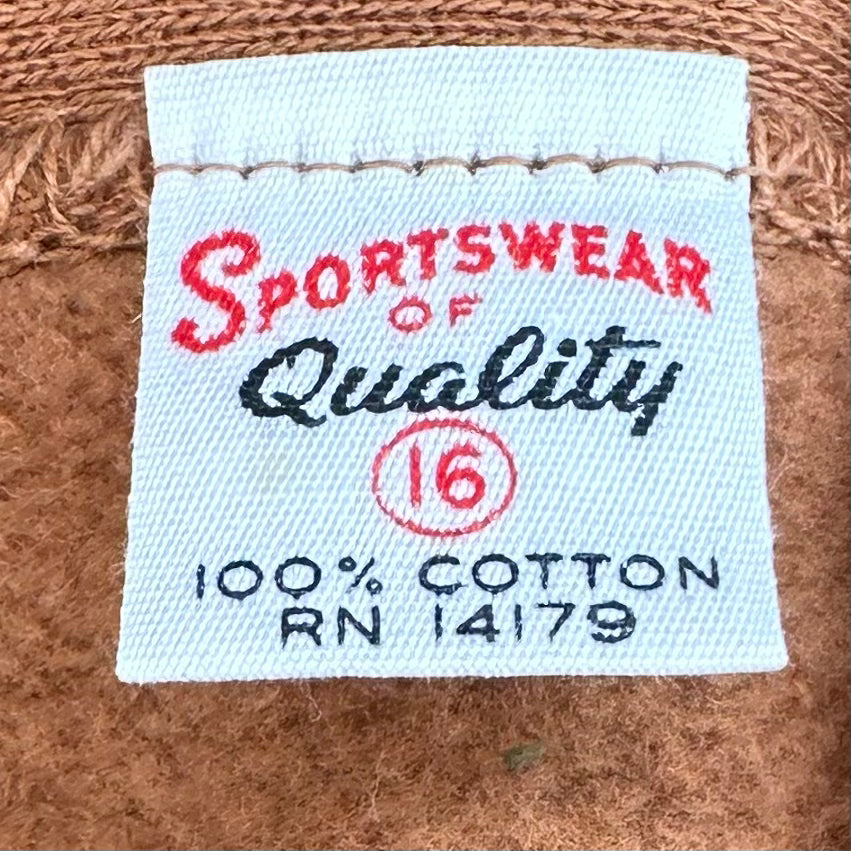 SPORTSWEAR
OF
Quality
16
100% COTTON
RN 14179